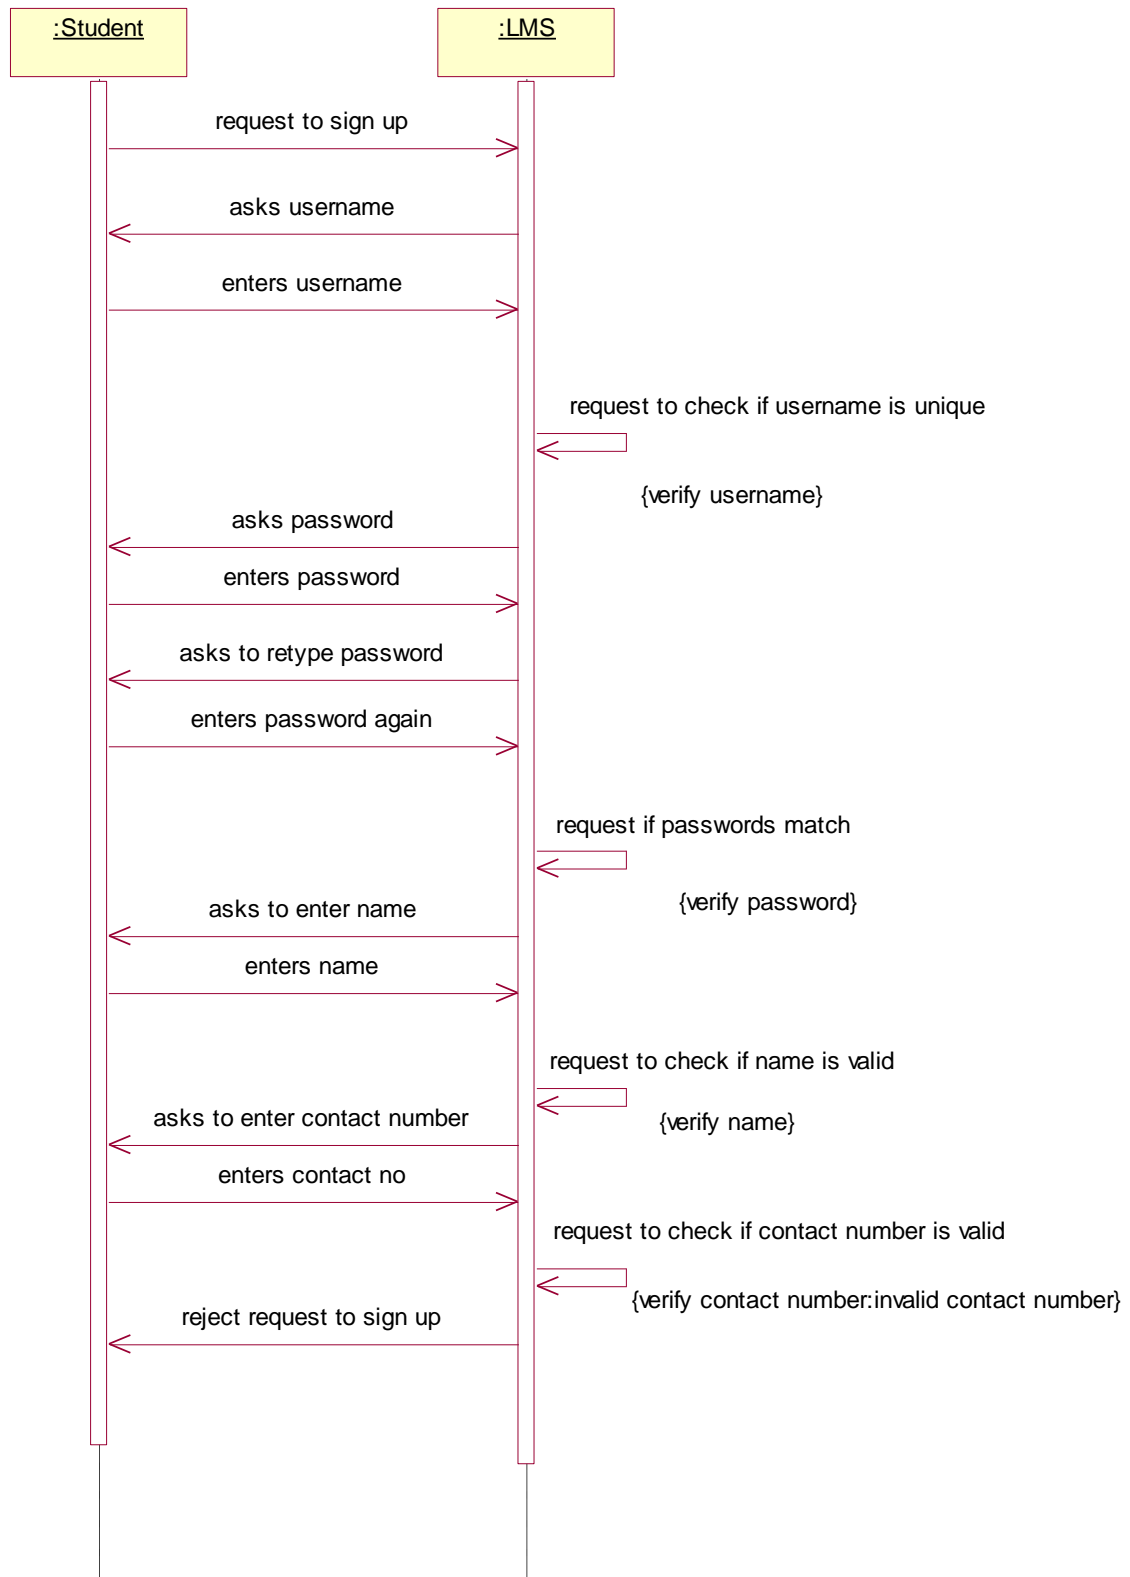 :Student
:LMS
request to sign up
asks username
enters username
request to check if username is unique
{verify username}
asks password
enters password
asks to retype password
enters password again
request if passwords match
{verify password}
asks to enter name
enters name
request to check if name is valid
{verify name}
asks to enter contact number
enters contact no
request to check if contact number is valid
{verify contact number:invalid contact number}
reject request to sign up